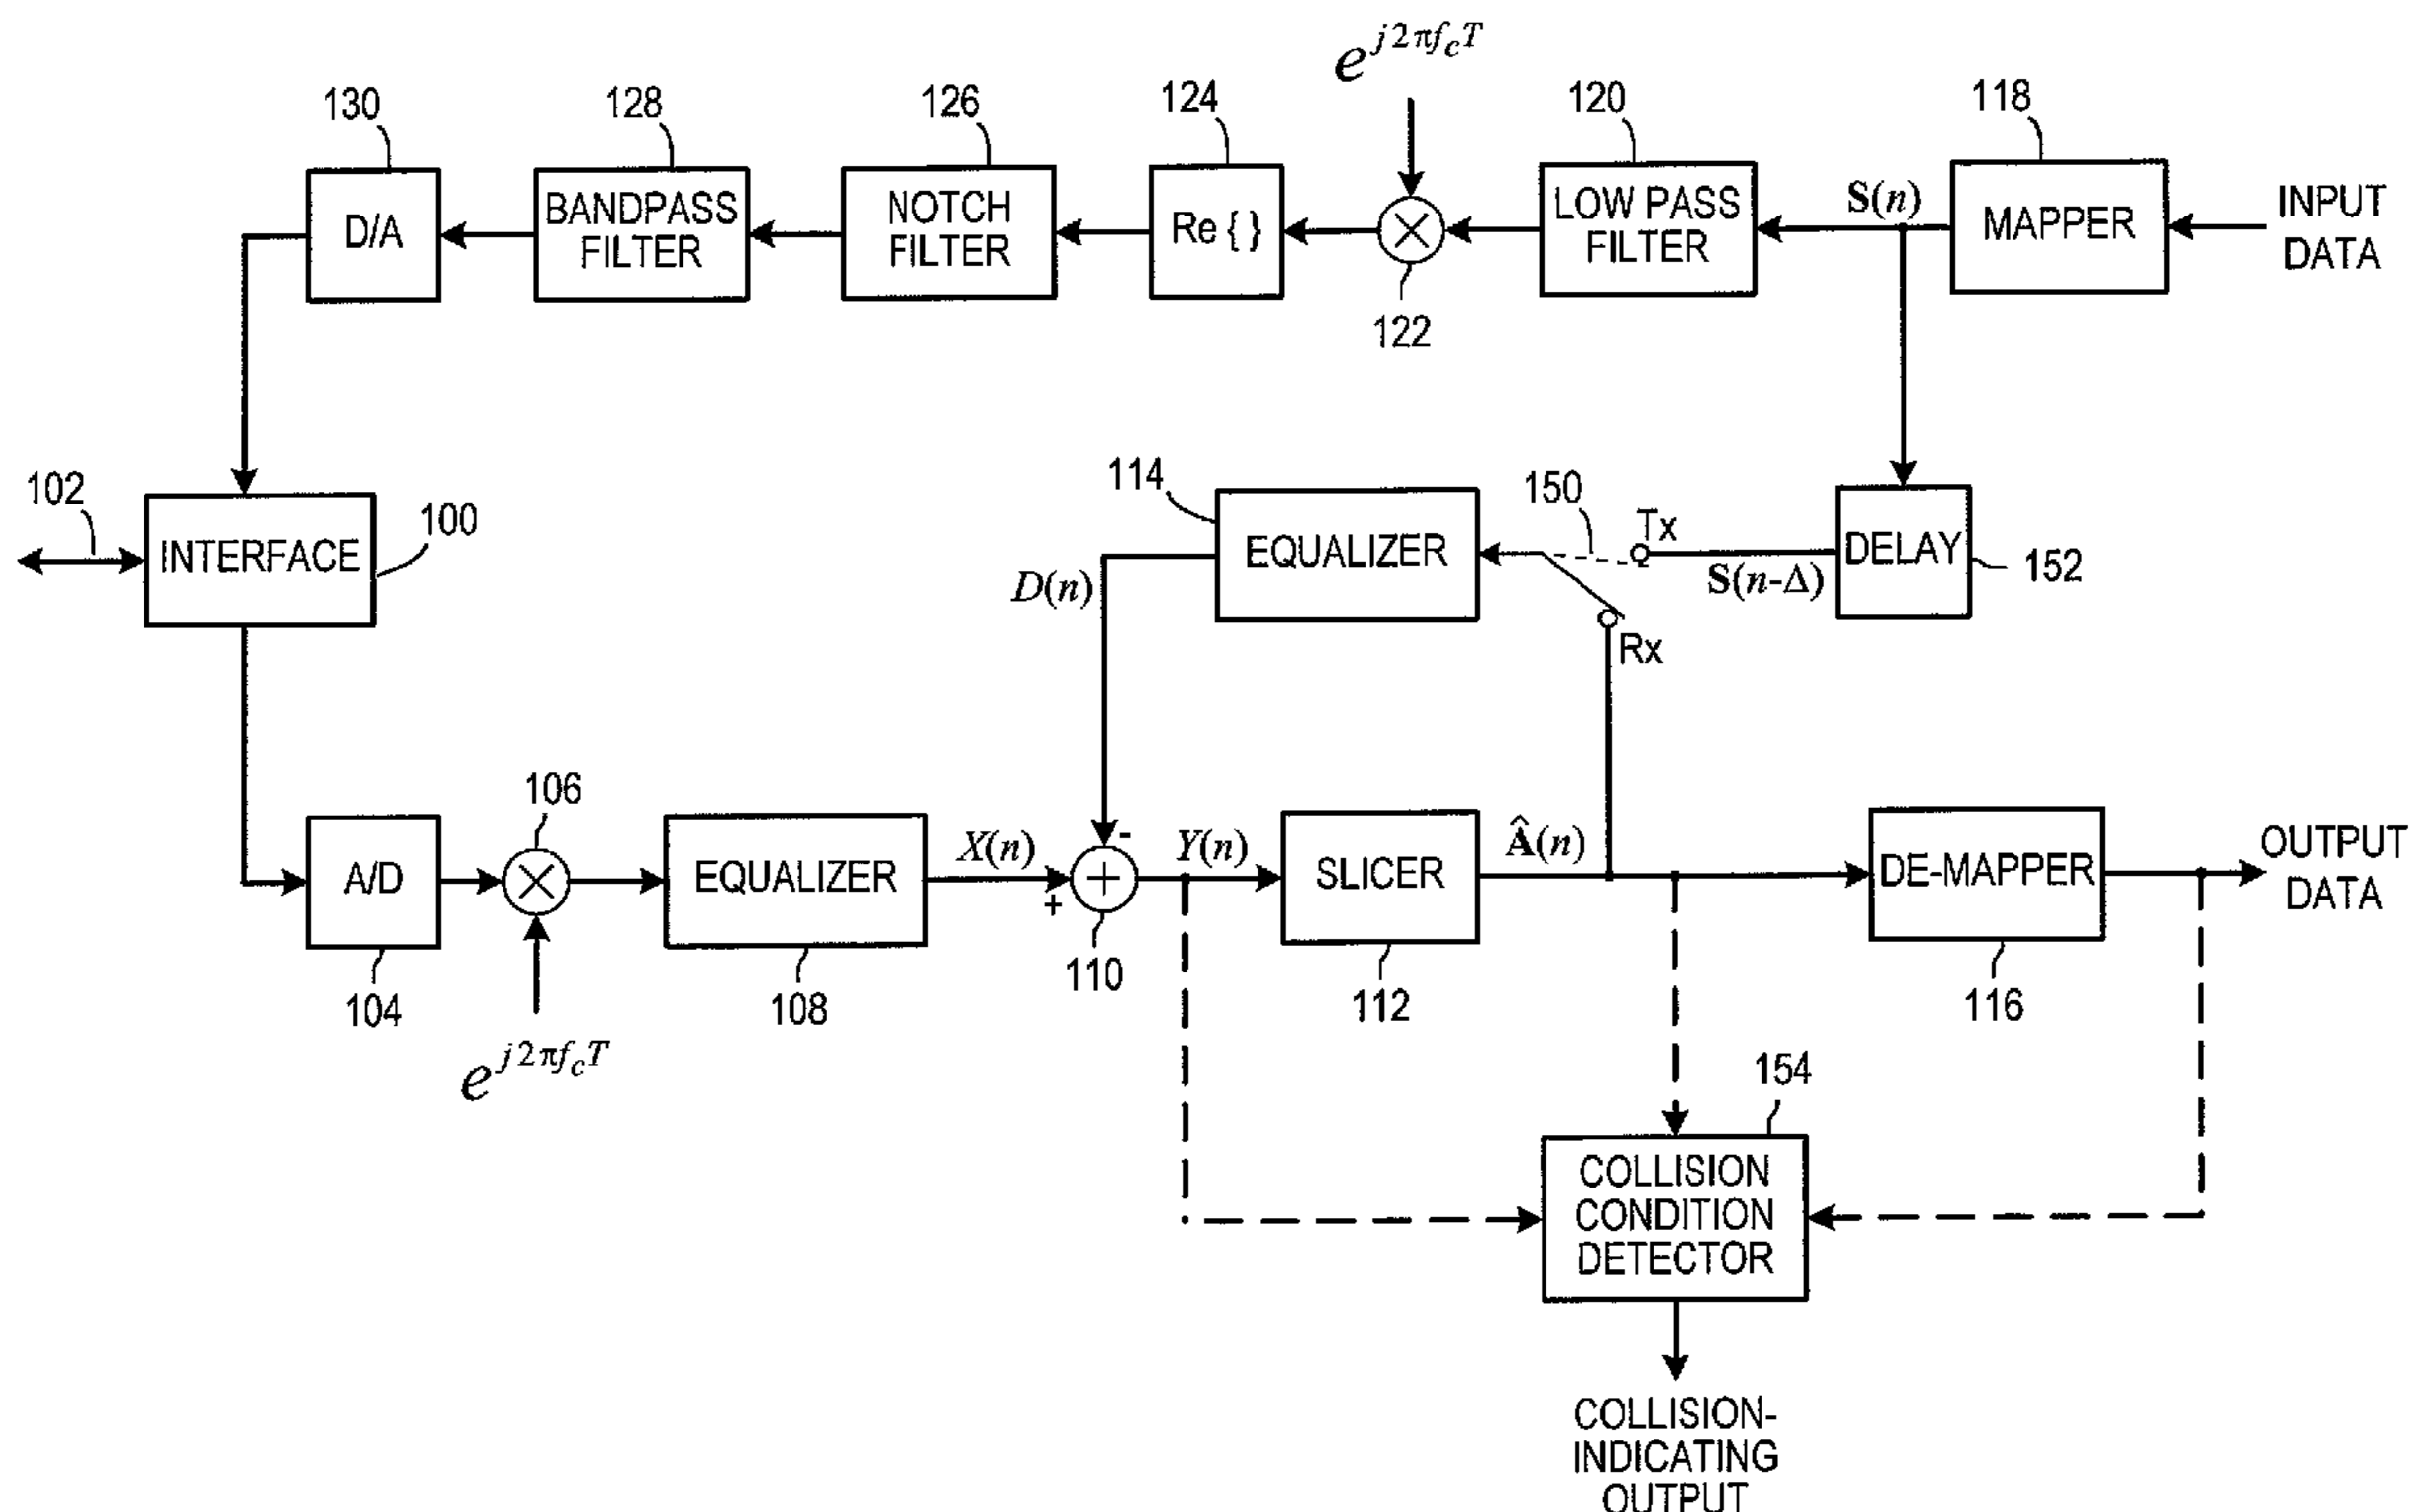 e^{j2πf_cT}
130
128
126
124
120
118
D/A
BANDPASS
FILTER
NOTCH
FILTER
Re { }
LOW PASS
FILTER
S(n)
MAPPER
INPUT
DATA
122
102
100
INTERFACE
114
EQUALIZER
150
Tx
Rx
S(n-Δ)
DELAY
152
D(n)
106
A/D
104
e^{j2πf_cT}
EQUALIZER
108
X(n)
+
-
+
110
Y(n)
SLICER
112
Â(n)
DE-MAPPER
116
OUTPUT
DATA
154
COLLISION
CONDITION
DETECTOR
COLLISION-
INDICATING
OUTPUT